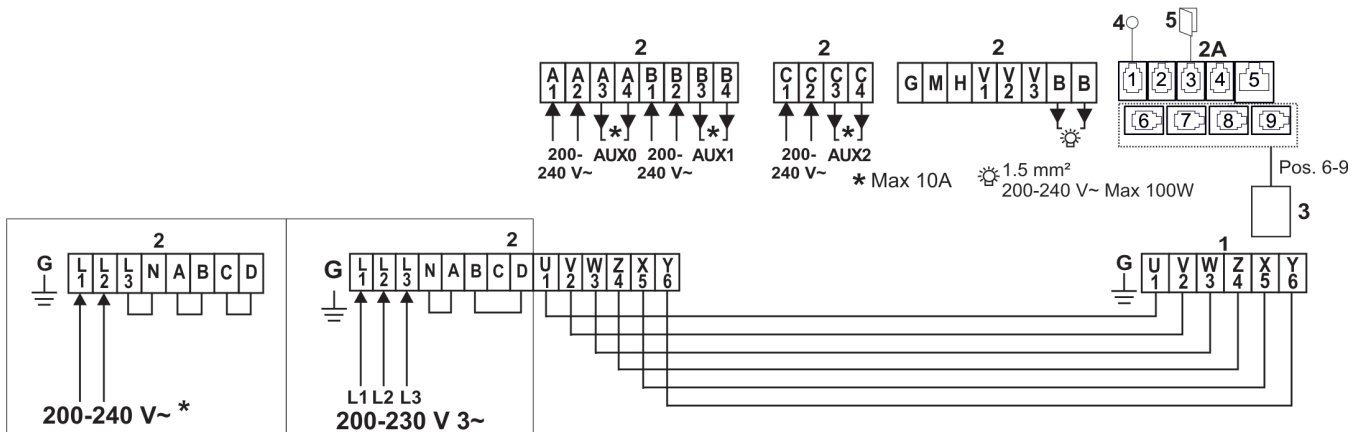 4 5
2 2 2 2A
A1 A2 A3 A4 B1 B2 B3 B4
C1 C2 C3 C4
G M H V1 V2 V3 B B
1 2 3 4 5
6 7 8 9
* * *
200-240 V~ AUX0 200-240 V~ AUX1
200-240 V~ AUX2
* Max 10A
1.5 mm²
200-240 V~ Max 100W
Pos. 6-9
3
2
G L1 L2 L3 N A B C D
200-240 V~ *
2
G L1 L2 L3 N A B C D U1 V2 W3 Z4 X5 Y6
L1 L2 L3
200-230 V 3~
1
G U1 V2 W3 Z4 X5 Y6